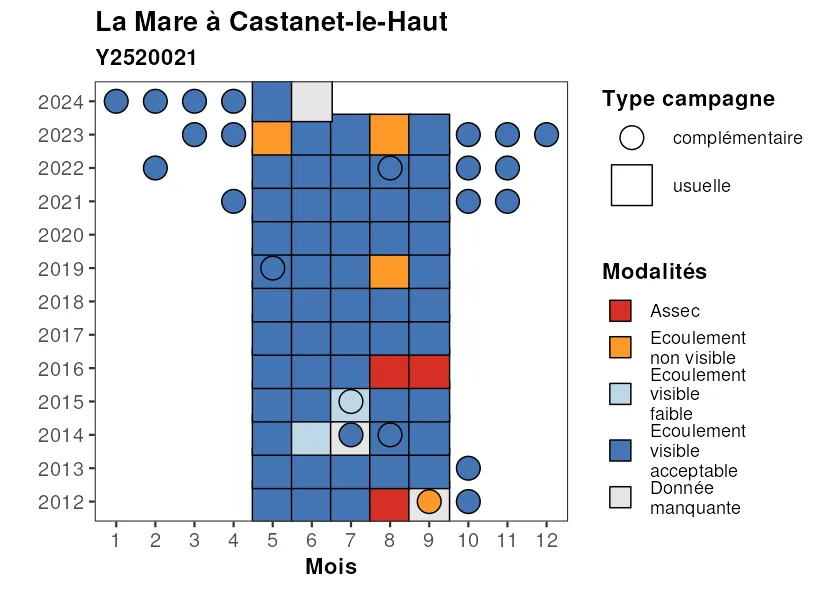 La Mare à Castanet-le-Haut
Y2520021
2024
2023
2022
2021
2020
2019
2018
2017
2016
2015
2014
2013
2012
1 2 3 4 5 6 7 8 9 10 11 12
Mois
Type campagne
complémentaire
usuelle
Modalités
Assec
Ecoulement
non visible
Ecoulement
visible
faible
Ecoulement
visible
acceptable
Donnée
manquante